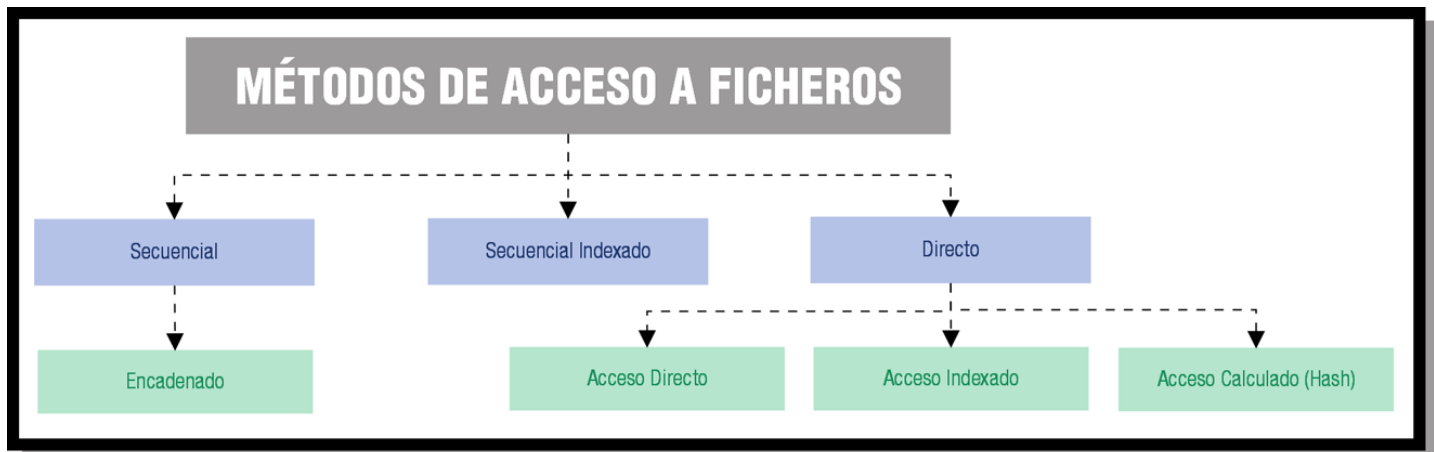 MÉTODOS DE ACCESO A FICHEROS
Secuencial
Secuencial Indexado
Directo
Encadenado
Acceso Directo
Acceso Indexado
Acceso Calculado (Hash)